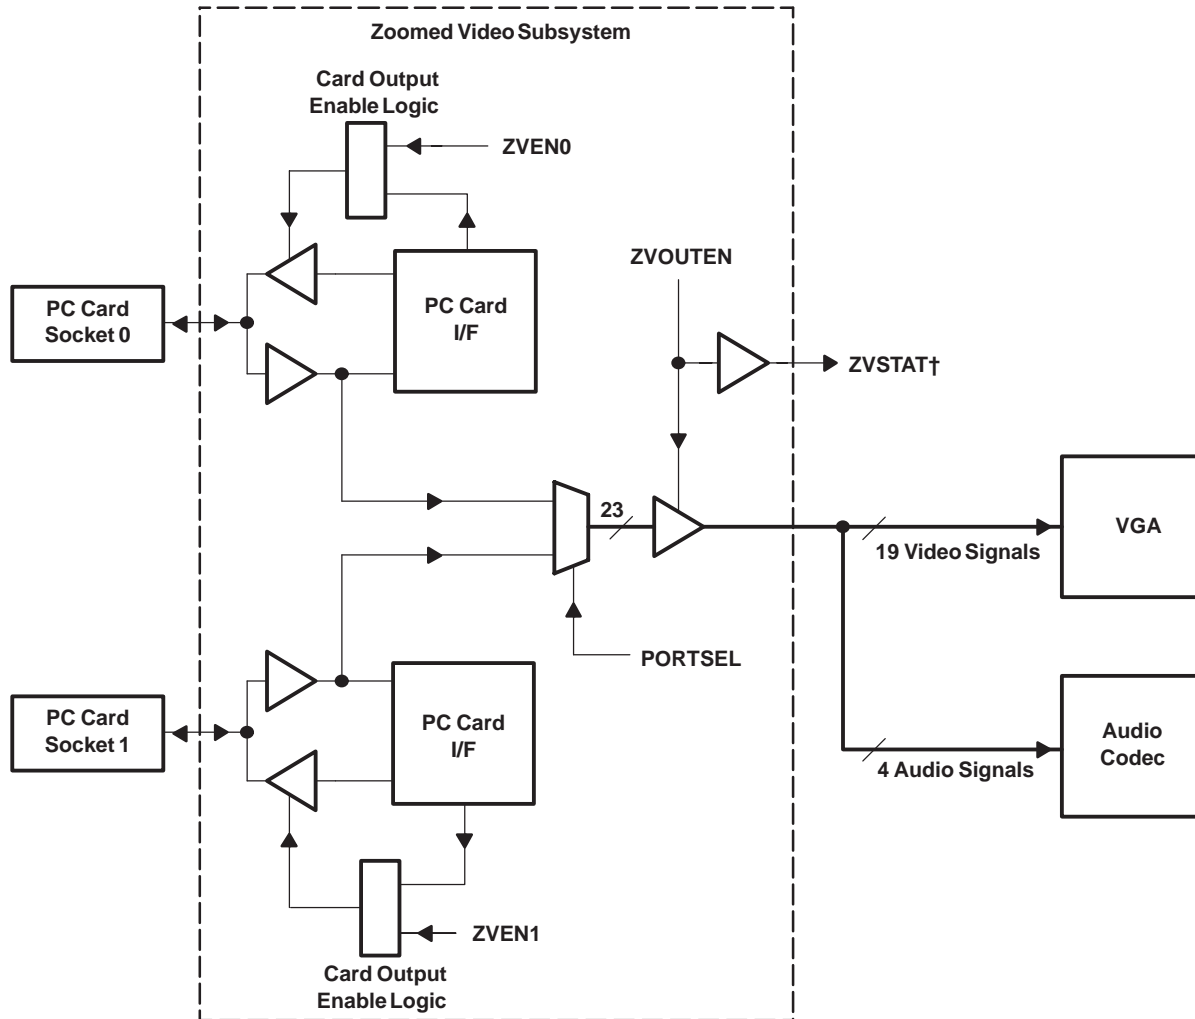 Zoomed Video Subsystem
Card Output
Enable Logic
ZVEN0
PC Card
Socket 0
PC Card
I/F
ZVOUTEN
ZVSTAT†
23
19 Video Signals
VGA
PORTSEL
PC Card
Socket 1
PC Card
I/F
4 Audio Signals
Audio
Codec
ZVEN1
Card Output
Enable Logic